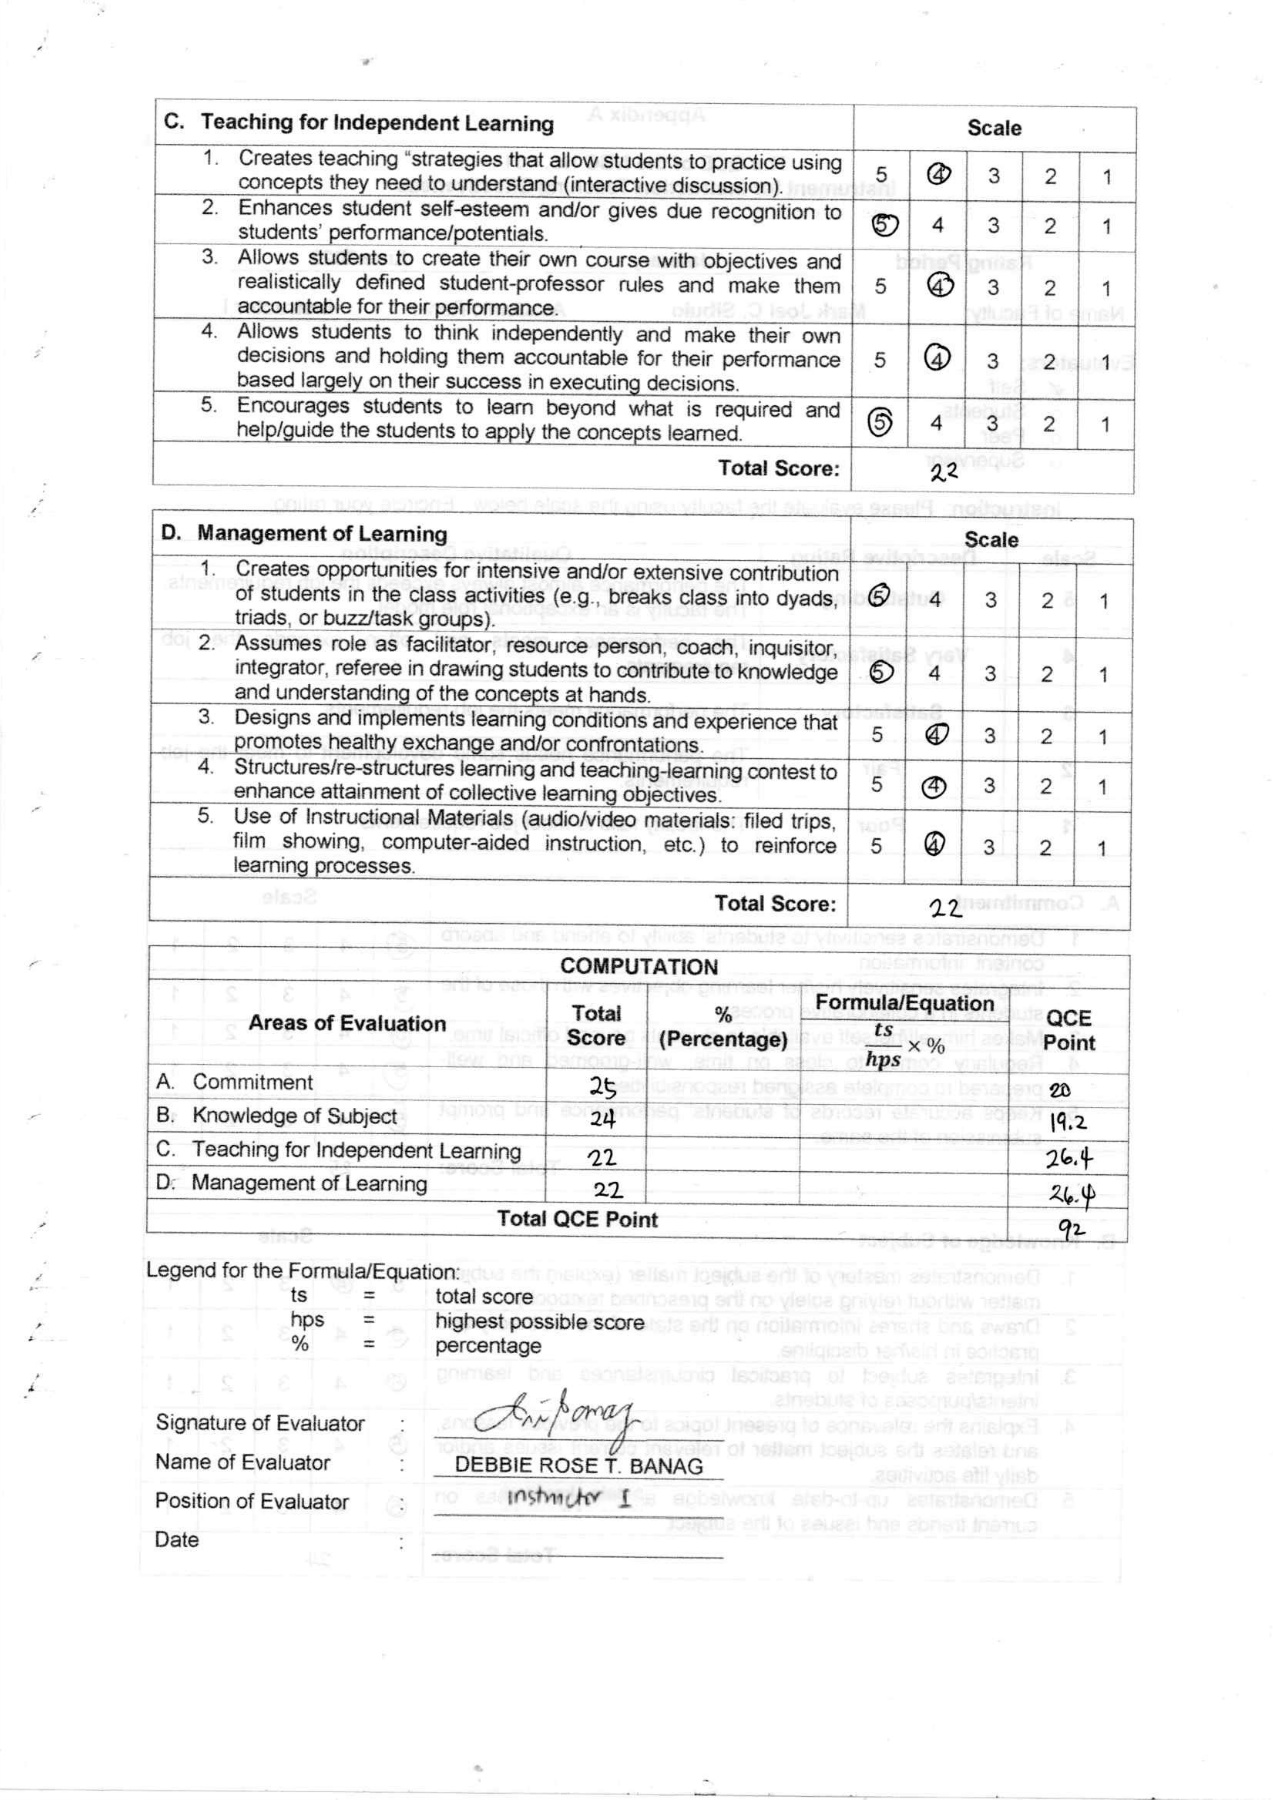 C. Teaching for Independent Learning Scale
1. Creates teaching “strategies that allow students to practice using 5 4 3 2 1
concepts they need to understand (interactive discussion).
2. Enhances student self-esteem and/or gives due recognition to 5 4 3 2 1
students’ performance/potentials.
3. Allows students to create their own course with objectives and
realistically defined student-professor rules and make them 5 4 3 2 1
accountable for their performance.
4. Allows students to think independently and make their own
decisions and holding them accountable for their performance 5 4 3 2 1
based largely on their success in executing decisions.
5. Encourages students to learn beyond what is required and 5 4 3 2 1
help/guide the students to apply the concepts learned.
Total Score: 22
D. Management of Learning Scale
1. Creates opportunities for intensive and/or extensive contribution
of students in the class activities (e.g., breaks class into dyads, 5 4 3 2 1
triads, or buzz/task groups).
2. Assumes role as facilitator, resource person, coach, inquisitor,
integrator, referee in drawing students to contribute to knowledge 5 4 3 2 1
and understanding of the concepts at hands.
3. Designs and implements learning conditions and experience that 5 4 3 2 1
promotes healthy exchange and/or confrontations.
4. Structures/re-structures learning and teaching-learning contest to 5 4 3 2 1
enhance attainment of collective learning objectives.
5. Use of Instructional Materials (audio/video materials: filed trips,
film showing, computer-aided instruction, etc.) to reinforce 5 4 3 2 1
learning processes.
Total Score: 22
COMPUTATION
Areas of Evaluation Total Score % (Percentage) Formula/Equation ts/hps × % QCE Point
A. Commitment 25 20
B. Knowledge of Subject 24 19.2
C. Teaching for Independent Learning 22 26.4
D. Management of Learning 22 26.4
Total QCE Point 92
Legend for the Formula/Equation:
ts = total score
hps = highest possible score
% = percentage
Signature of Evaluator :
Name of Evaluator : DEBBIE ROSE T. BANAG
Position of Evaluator : instructor I
Date :